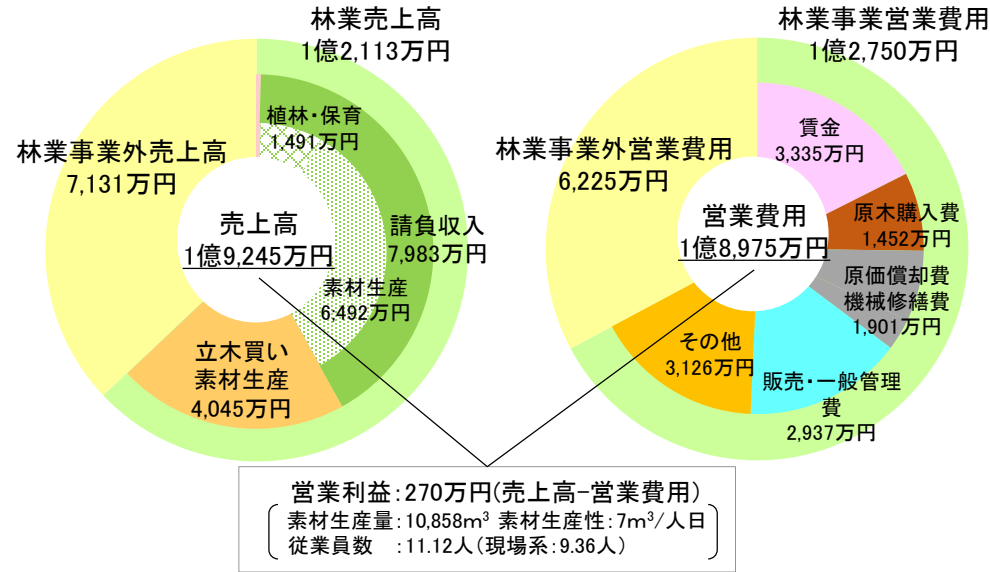 林業売上高
1億2,113万円
植林・保育
1,491万円
林業事業外売上高
7,131万円
売上高
1億9,245万円
請負収入
7,983万円
素材生産
6,492万円
立木買い
素材生産
4,045万円
林業事業営業費用
1億2,750万円
賃金
3,335万円
林業事業外営業費用
6,225万円
営業費用
1億8,975万円
原木購入費
1,452万円
原価償却費
機械修繕費
1,901万円
その他
3,126万円
販売・一般管理
費
2,937万円
営業利益:270万円(売上高-営業費用)
素材生産量:10,858m³ 素材生産性:7m³/人日
従業員数 :11.12人(現場系:9.36人)